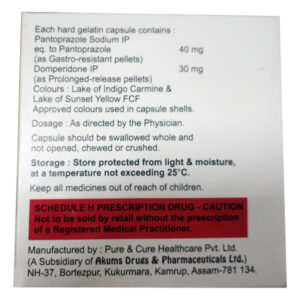 Each hard gelatin capsule contains :
Pantoprazole Sodium IP
eq. to Pantoprazole 40 mg
(as Gastro-resistant pellets)
Domperidone IP 30 mg
(as Prolonged-release pellets)
Colours : Lake of Indigo Carmine &
Lake of Sunset Yellow FCF
Approved colours used in capsule shells.
Dosage : As directed by the Physician.
Capsule should be swallowed whole and
not opened, chewed or crushed.
Storage : Store protected from light & moisture,
at a temperature not exceeding 25°C.
Keep all medicines out of reach of children.
SCHEDULE H PRESCRIPTION DRUG - CAUTION
Not to be sold by retail without the prescription
of a Registered Medical Practitioner.
Manufactured by : Pure & Cure Healthcare Pvt. Ltd.
(A Subsidiary of Akums Drugs & Pharmaceuticals Ltd.)
NH-37, Bortezpur, Kukurmara, Kamrup, Assam-781 134.